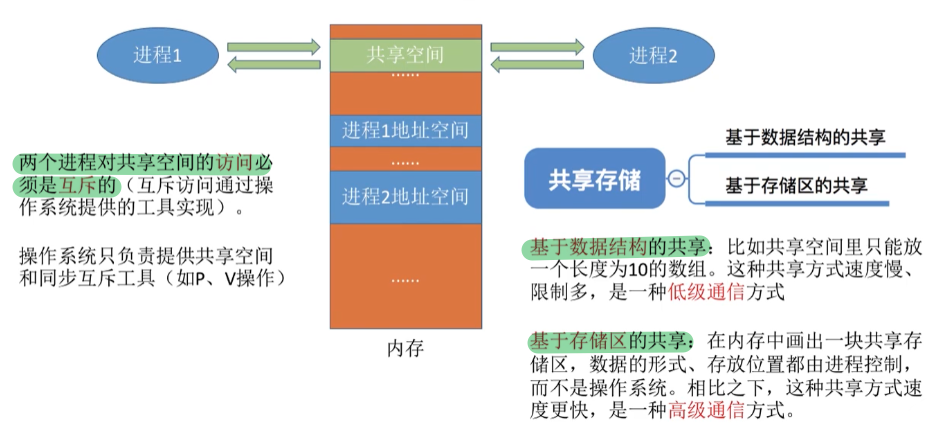 进程1
共享空间
进程2
……
进程1地址空间
……
进程2地址空间
……
内存
两个进程对共享空间的访问必
须是互斥的（互斥访问通过操
作系统提供的工具实现）。
操作系统只负责提供共享空间
和同步互斥工具（如P、V操作）
共享存储
基于数据结构的共享
基于存储区的共享
基于数据结构的共享：比如共享空间里只能放
一个长度为10的数组。这种共享方式速度慢、
限制多，是一种低级通信方式
基于存储区的共享：在内存中画出一块共享存
储区，数据的形式、存放位置都由进程控制，
而不是操作系统。相比之下，这种共享方式速
度更快，是一种高级通信方式。